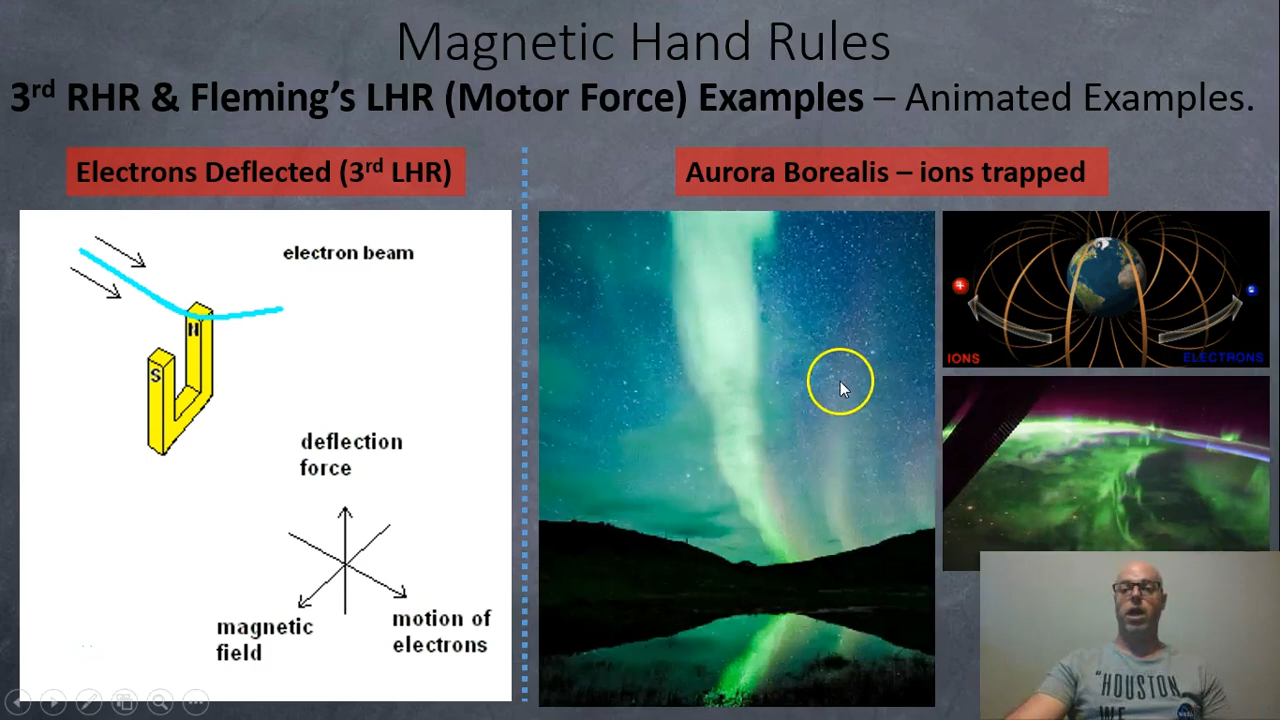 Magnetic Hand Rules
3rd RHR & Fleming's LHR (Motor Force) Examples – Animated Examples.
Electrons Deflected (3rd LHR)
Aurora Borealis – ions trapped
electron beam
N
S
deflection
force
magnetic
field
motion of
electrons
+
IONS
ELECTRONS
"HOUSTON
WE